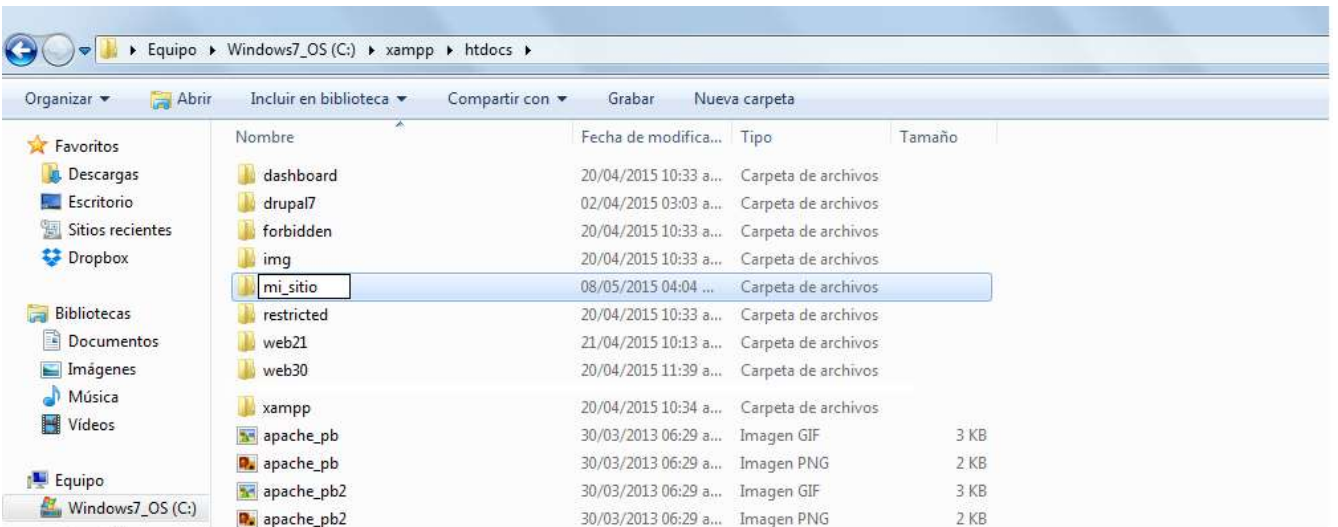 Equipo Windows7_OS (C:) xampp htdocs
Organizar Abrir Incluir en biblioteca Compartir con Grabar Nueva carpeta
Nombre Fecha de modifica... Tipo Tamaño
Favoritos
Descargas
Escritorio
Sitios recientes
Dropbox
Bibliotecas
Documentos
Imágenes
Música
Vídeos
Equipo
Windows7_OS (C:)
dashboard 20/04/2015 10:33 a... Carpeta de archivos
drupal7 02/04/2015 03:03 a... Carpeta de archivos
forbidden 20/04/2015 10:33 a... Carpeta de archivos
img 20/04/2015 10:33 a... Carpeta de archivos
mi_sitio 08/05/2015 04:04 ... Carpeta de archivos
restricted 20/04/2015 10:33 a... Carpeta de archivos
web21 21/04/2015 10:13 a... Carpeta de archivos
web30 20/04/2015 11:39 a... Carpeta de archivos
xampp 20/04/2015 10:34 a... Carpeta de archivos
apache_pb 30/03/2013 06:29 a... Imagen GIF 3 KB
apache_pb 30/03/2013 06:29 a... Imagen PNG 2 KB
apache_pb2 30/03/2013 06:29 a... Imagen GIF 3 KB
apache_pb2 30/03/2013 06:29 a... Imagen PNG 2 KB